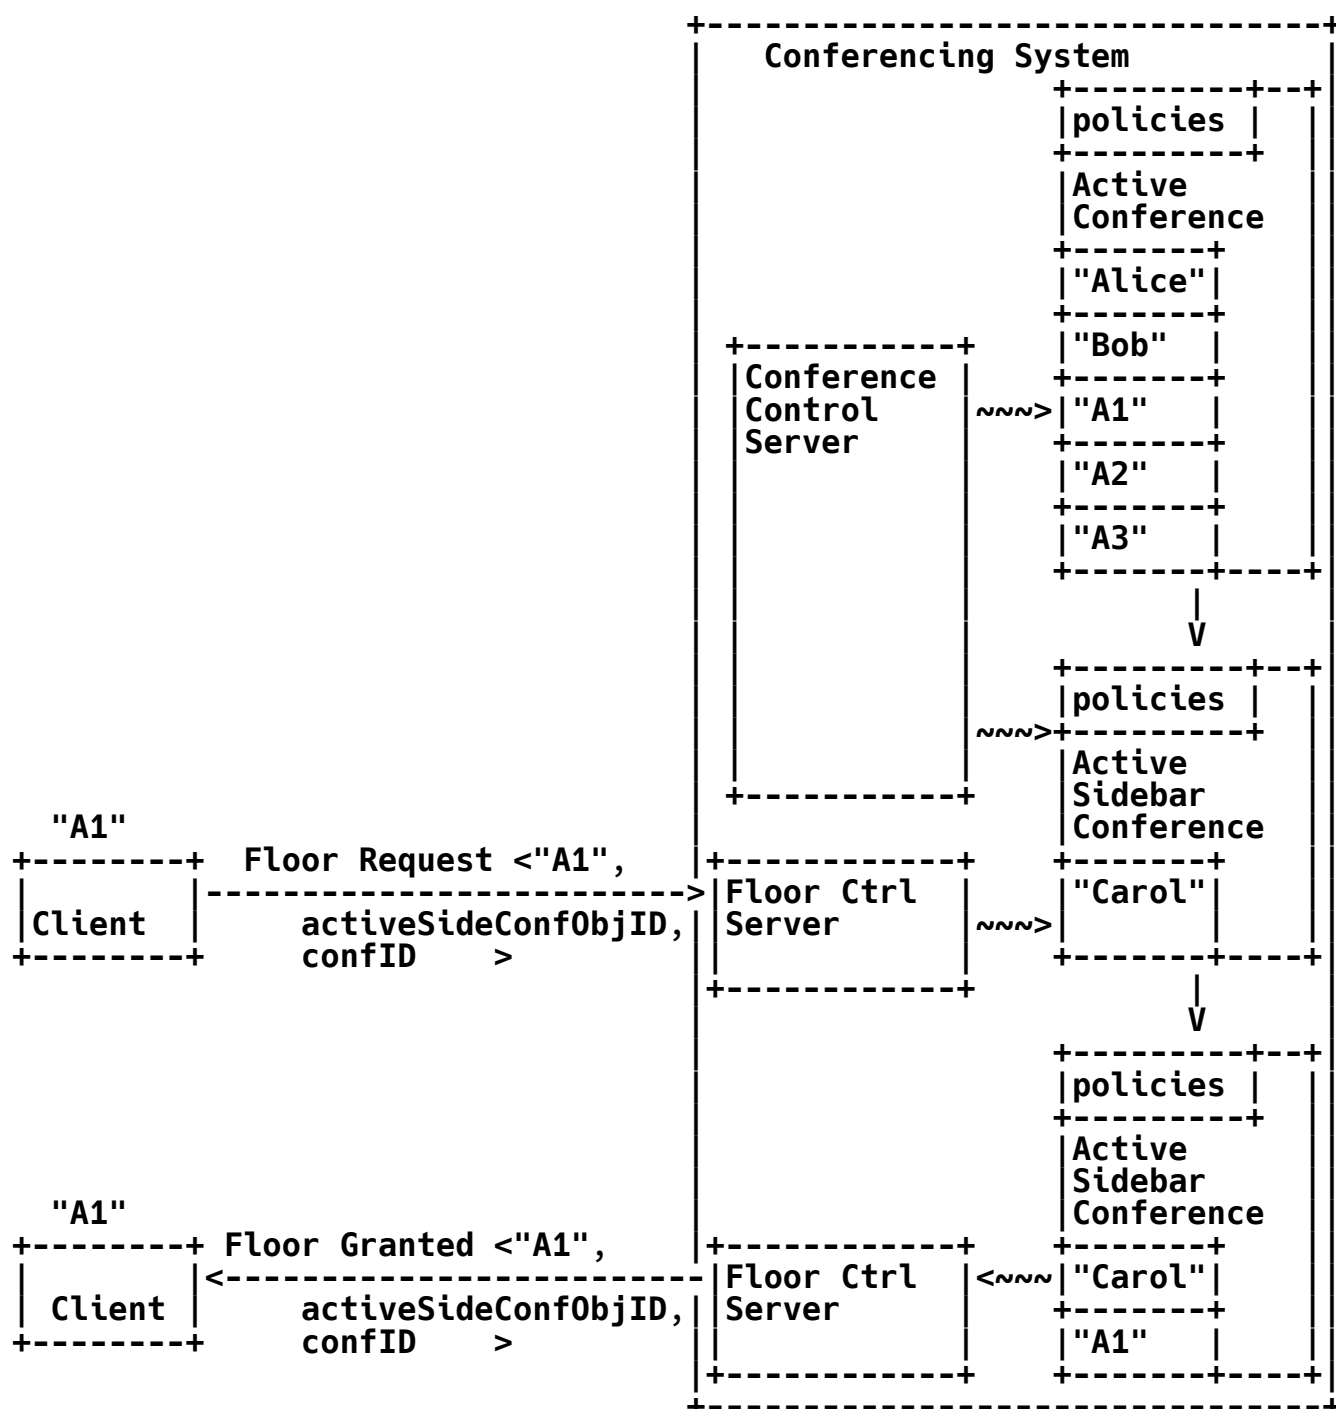 Conferencing System
policies
Active
Conference
"Alice"
"Bob"
Conference
Control ~~~> "A1"
Server
"A2"
"A3"
V
policies
~~~>
Active
Sidebar
"A1" Conference
Floor Request <"A1",
-------------------------> Floor Ctrl "Carol"
Client activeSideConfObjID, Server ~~~>
confID >
V
policies
Active
Sidebar
"A1" Conference
Floor Granted <"A1",
<------------------------- Floor Ctrl <~~~ "Carol"
Client activeSideConfObjID, Server
confID > "A1"